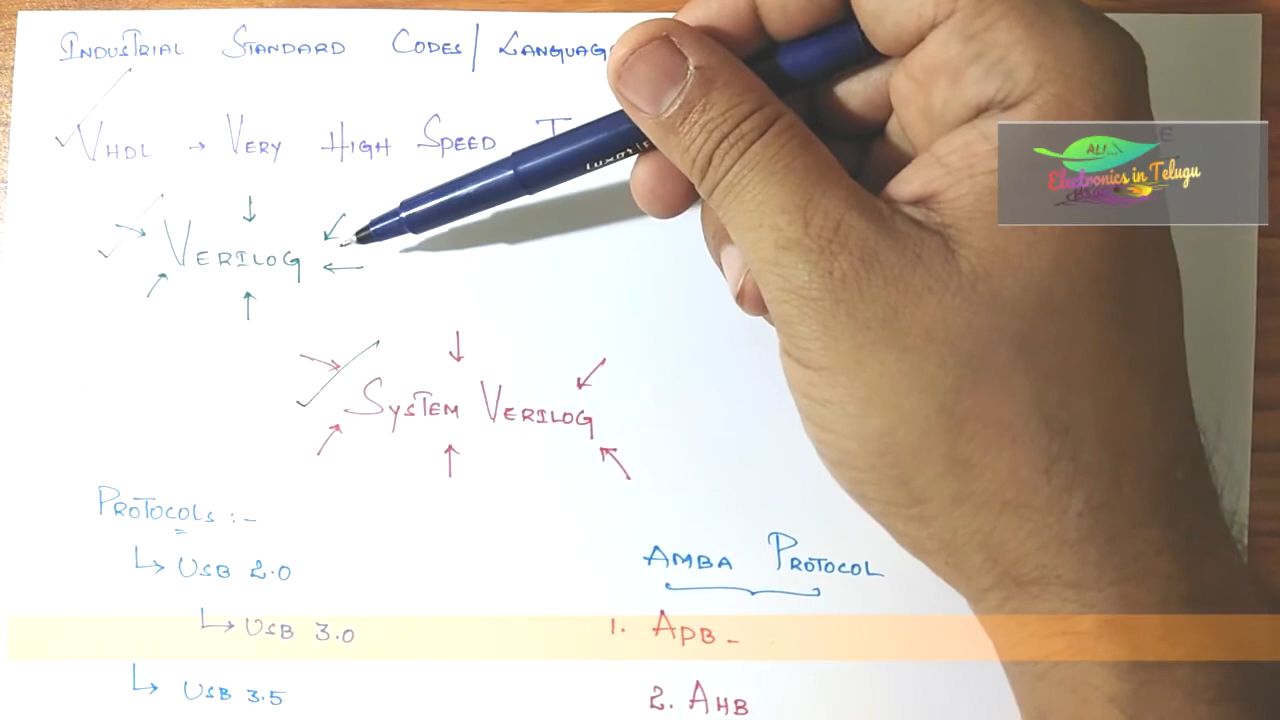 INDUSTRIAL STANDARD CODES/ LANGUAG
✓ VHDL → VERY HIGH SPEED I
✓ VERILOG
✓ SYSTEM VERILOG
PROTOCOLS :-
↳ USB 2.0
↳ USB 3.0
↳ USB 3.5
AMBA PROTOCOL
1. APB -
2. AHB
ALI...\
Electronics in Telugu
luxor